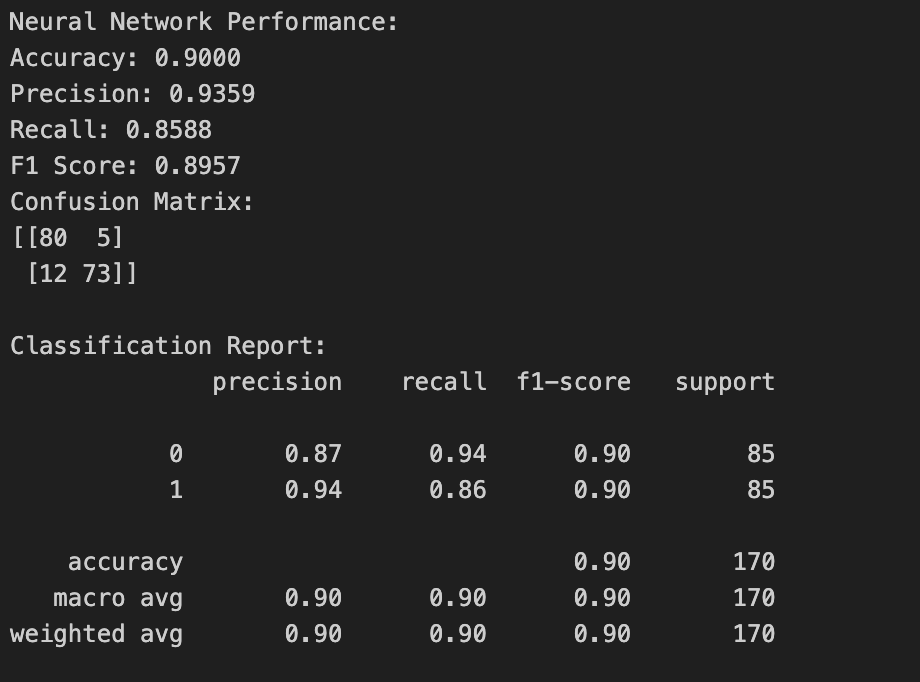 Neural Network Performance:
Accuracy: 0.9000
Precision: 0.9359
Recall: 0.8588
F1 Score: 0.8957
Confusion Matrix:
[[80  5]
 [12 73]]

Classification Report:
              precision    recall  f1-score   support

           0       0.87      0.94      0.90        85
           1       0.94      0.86      0.90        85

    accuracy                           0.90       170
   macro avg       0.90      0.90      0.90       170
weighted avg       0.90      0.90      0.90       170